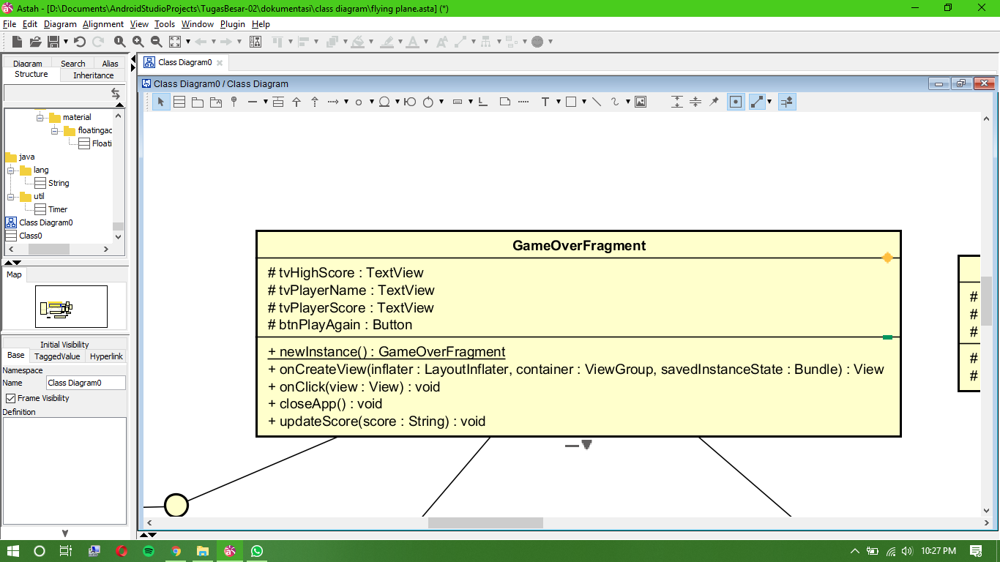 Astah - [D:\Documents\AndroidStudioProjects\TugasBesar-02\dokumentasi\class diagram\flying plane.asta] (*)
File Edit Diagram Alignment View Tools Window Plugin Help
Diagram Search Alias
Structure Inheritance
material
floatingac
Floati
java
lang
String
util
Timer
Class Diagram0
Class0
Map
Initial Visibility
Base TaggedValue Hyperlink
Namespace
Name Class Diagram0
Frame Visibility
Definition
Class Diagram0
Class Diagram0 / Class Diagram
GameOverFragment
# tvHighScore : TextView
# tvPlayerName : TextView
# tvPlayerScore : TextView
# btnPlayAgain : Button
+ newInstance() : GameOverFragment
+ onCreateView(inflater : LayoutInflater, container : ViewGroup, savedInstanceState : Bundle) : View
+ onClick(view : View) : void
+ closeApp() : void
+ updateScore(score : String) : void
#
#
#
#
#
10:27 PM